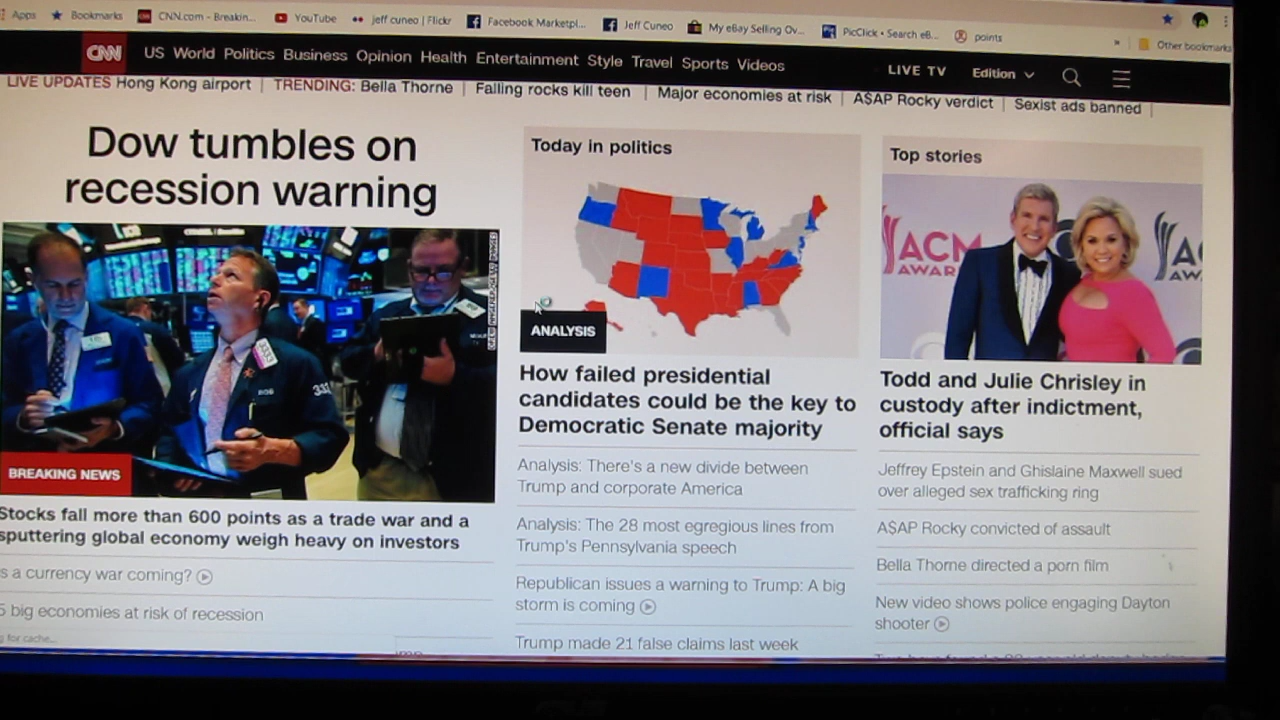 Apps Bookmarks CNN.com - Breakin... YouTube jeff cuneo | Flickr Facebook Marketpl... Jeff Cuneo My eBay Selling Ov... PicClick • Search eB... points
» Other bookmarks
CNN US World Politics Business Opinion Health Entertainment Style Travel Sports Videos LIVE TV Edition
LIVE UPDATES Hong Kong airport | TRENDING: Bella Thorne | Falling rocks kill teen | Major economies at risk | A$AP Rocky verdict | Sexist ads banned |
Dow tumbles on
recession warning
BREAKING NEWS
Stocks fall more than 600 points as a trade war and a
sputtering global economy weigh heavy on investors
s a currency war coming?
5 big economies at risk of recession
g for cache...
Today in politics
ANALYSIS
How failed presidential
candidates could be the key to
Democratic Senate majority
Analysis: There's a new divide between
Trump and corporate America
Analysis: The 28 most egregious lines from
Trump's Pennsylvania speech
Republican issues a warning to Trump: A big
storm is coming
Trump made 21 false claims last week
Top stories
ACM
AWAR
AC
AW
Todd and Julie Chrisley in
custody after indictment,
official says
Jeffrey Epstein and Ghislaine Maxwell sued
over alleged sex trafficking ring
A$AP Rocky convicted of assault
Bella Thorne directed a porn film
New video shows police engaging Dayton
shooter